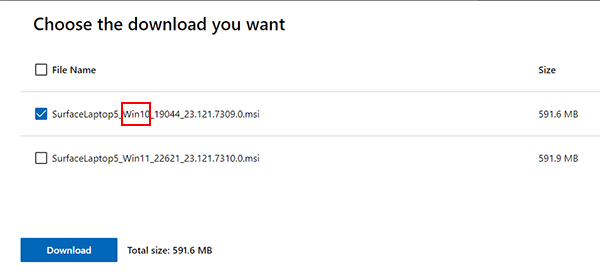 Choose the download you want
File Name Size
SurfaceLaptop5_Win10_19044_23.121.7309.0.msi 591.6 MB
SurfaceLaptop5_Win11_22621_23.121.7310.0.msi 591.9 MB
Download Total size: 591.6 MB